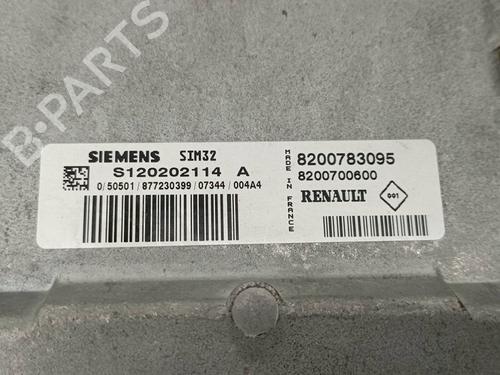 B-PARTS
SIEMENS SIM32
S120202114 A
0/50501/877230399/07344/004A4
MADE IN FRANCE
8200783095
8200700600
RENAULT
001